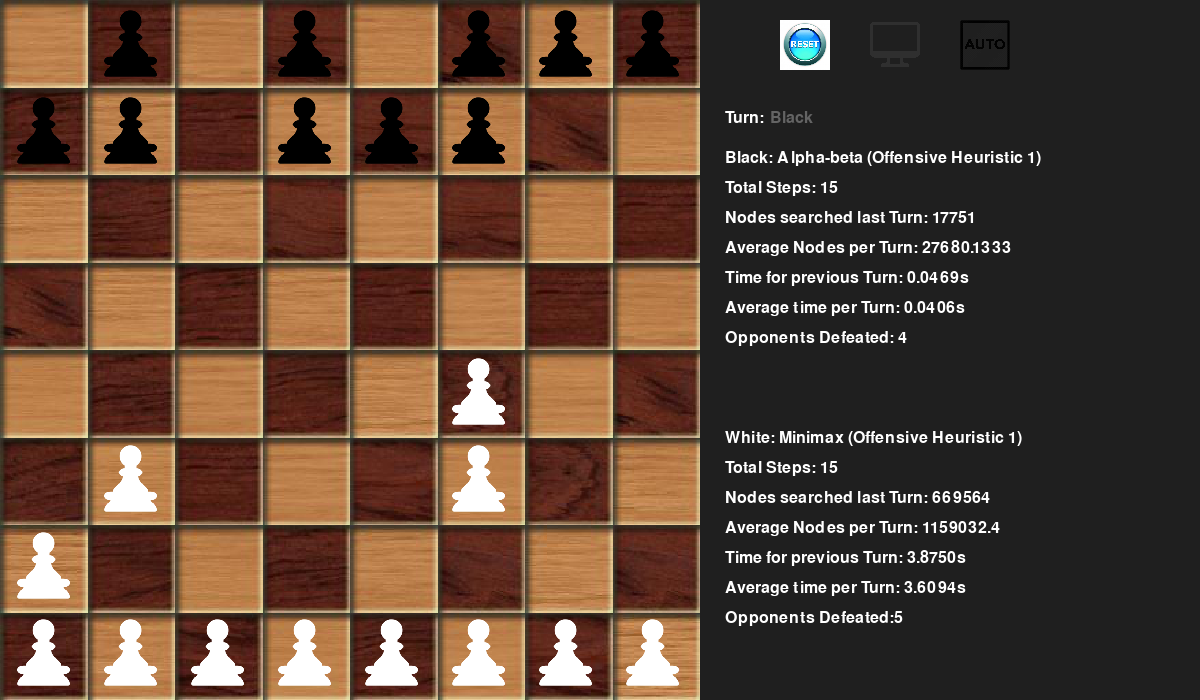 RESET
AUTO
Turn: Black
Black: Alpha-beta (Offensive Heuristic 1)
Total Steps: 15
Nodes searched last Turn: 17751
Average Nodes per Turn: 27680.1333
Time for previous Turn: 0.0469s
Average time per Turn: 0.0406s
Opponents Defeated: 4
White: Minimax (Offensive Heuristic 1)
Total Steps: 15
Nodes searched last Turn: 669564
Average Nodes per Turn: 1159032.4
Time for previous Turn: 3.8750s
Average time per Turn: 3.6094s
Opponents Defeated:5